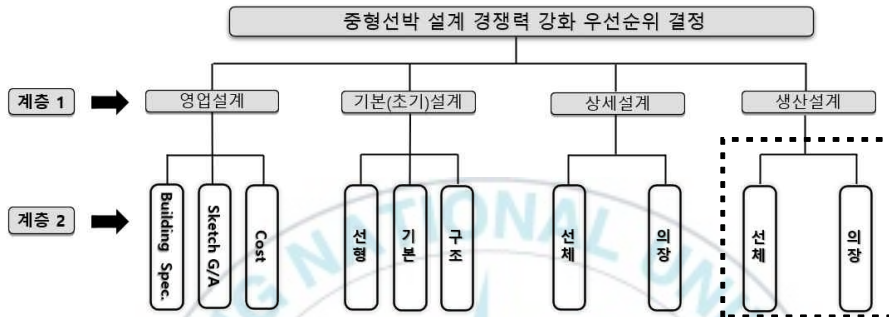 중형선박 설계 경쟁력 강화 우선순위 결정
계층 1
영업설계
기본(초기)설계
상세설계
생산설계
계층 2
Building Spec.
Sketch G/A
Cost
선형
기본
구조
선체
의장
선체
의장
NG NATIONAL UN